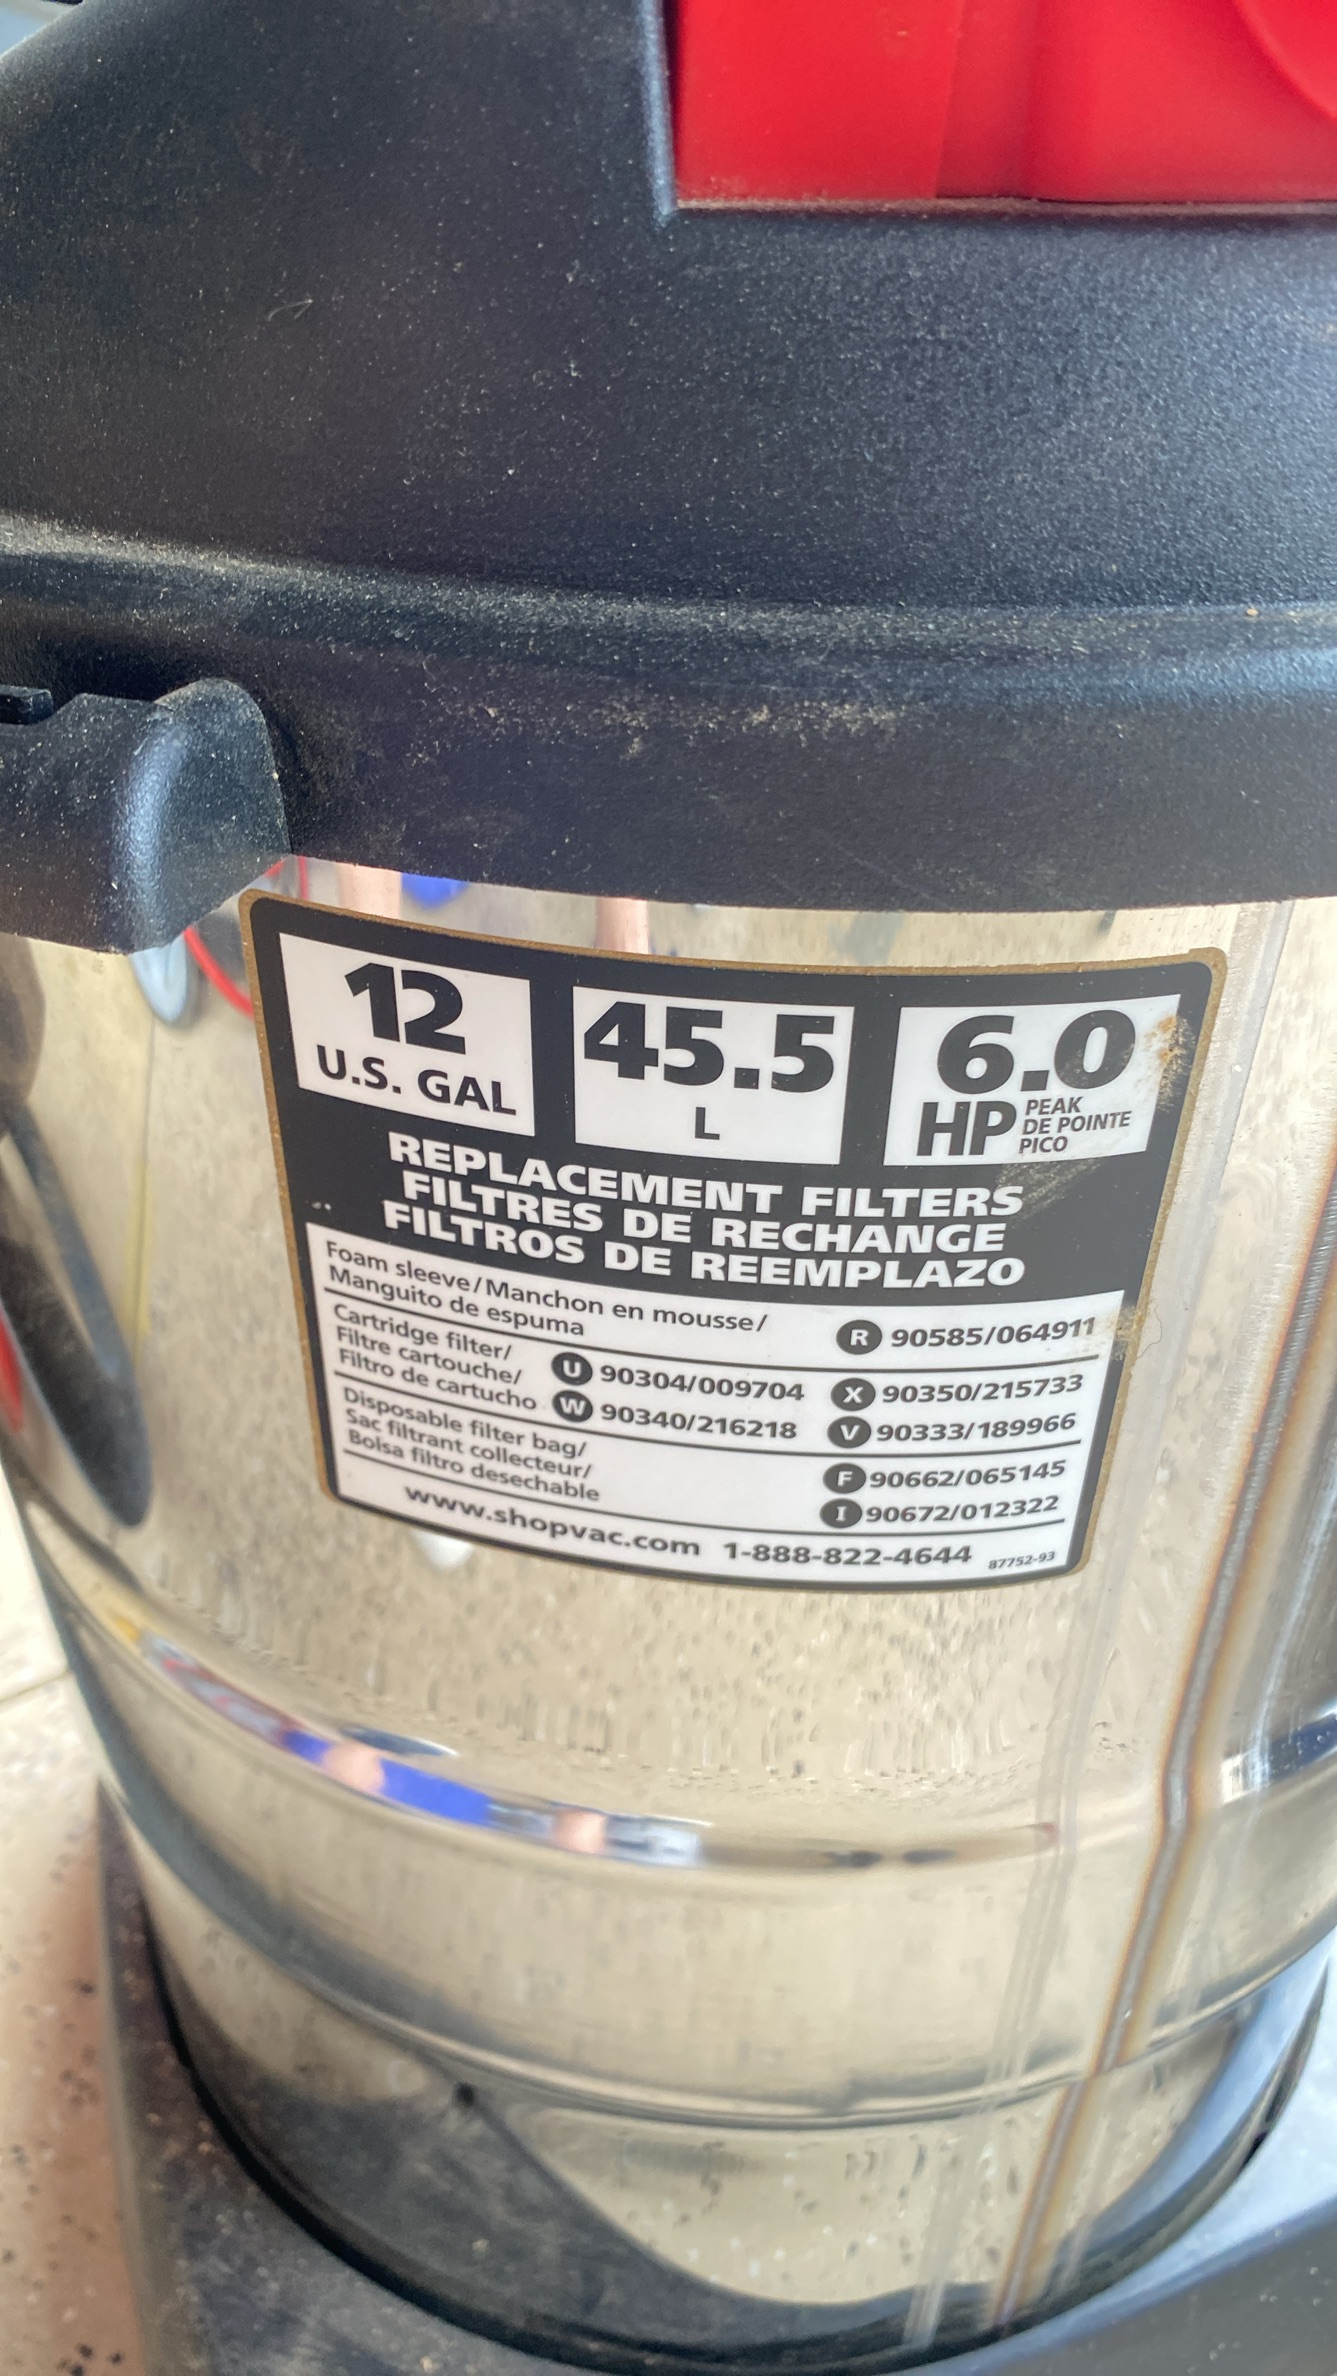 12
U.S. GAL
45.5
L
6.0
HP PEAK
DE POINTE
PICO
REPLACEMENT FILTERS
FILTRES DE RECHANGE
FILTROS DE REEMPLAZO
Foam sleeve/Manchon en mousse/
Manguito de espuma
R 90585/064911
Cartridge filter/
Filtre cartouche/
Filtro de cartucho
U 90304/009704
X 90350/215733
W 90340/216218
V 90333/189966
Disposable filter bag/
Sac filtrant collecteur/
Bolsa filtro desechable
F 90662/065145
I 90672/012322
www.shopvac.com 1-888-822-4644 87752-93